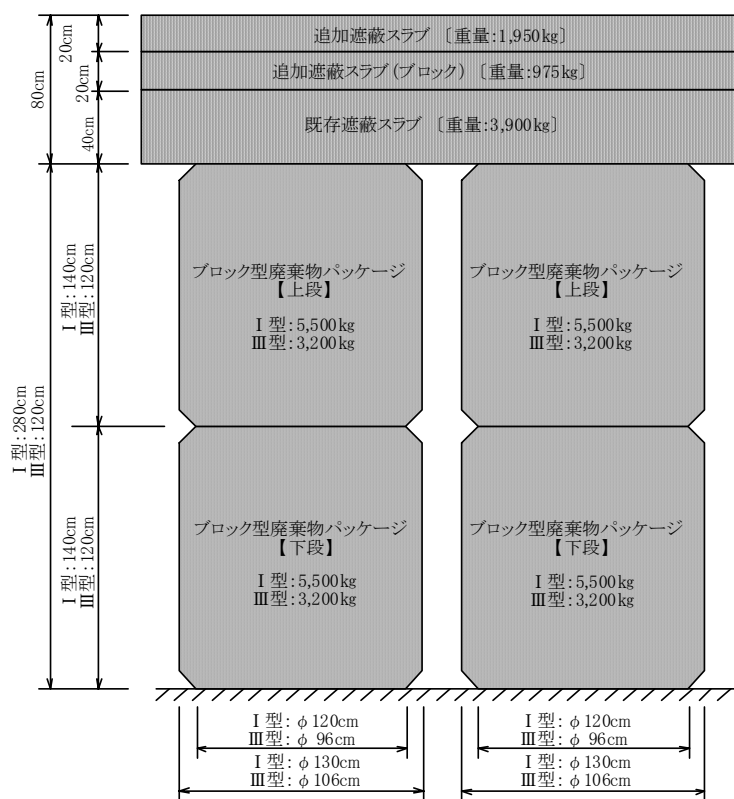 追加遮蔽スラブ 〔重量:1,950kg〕
追加遮蔽スラブ(ブロック) 〔重量:975kg〕
既存遮蔽スラブ 〔重量:3,900kg〕
20cm
20cm
40cm
80cm
ブロック型廃棄物パッケージ
【上段】
Ⅰ型:5,500kg
Ⅲ型:3,200kg
ブロック型廃棄物パッケージ
【上段】
Ⅰ型:5,500kg
Ⅲ型:3,200kg
Ⅰ型:140cm
Ⅲ型:120cm
Ⅰ型:280cm
Ⅲ型:120cm
Ⅰ型:140cm
Ⅲ型:120cm
ブロック型廃棄物パッケージ
【下段】
Ⅰ型:5,500kg
Ⅲ型:3,200kg
ブロック型廃棄物パッケージ
【下段】
Ⅰ型:5,500kg
Ⅲ型:3,200kg
Ⅰ型:φ120cm
Ⅲ型:φ 96cm
Ⅰ型:φ130cm
Ⅲ型:φ106cm
Ⅰ型:φ120cm
Ⅲ型:φ 96cm
Ⅰ型:φ130cm
Ⅲ型:φ106cm